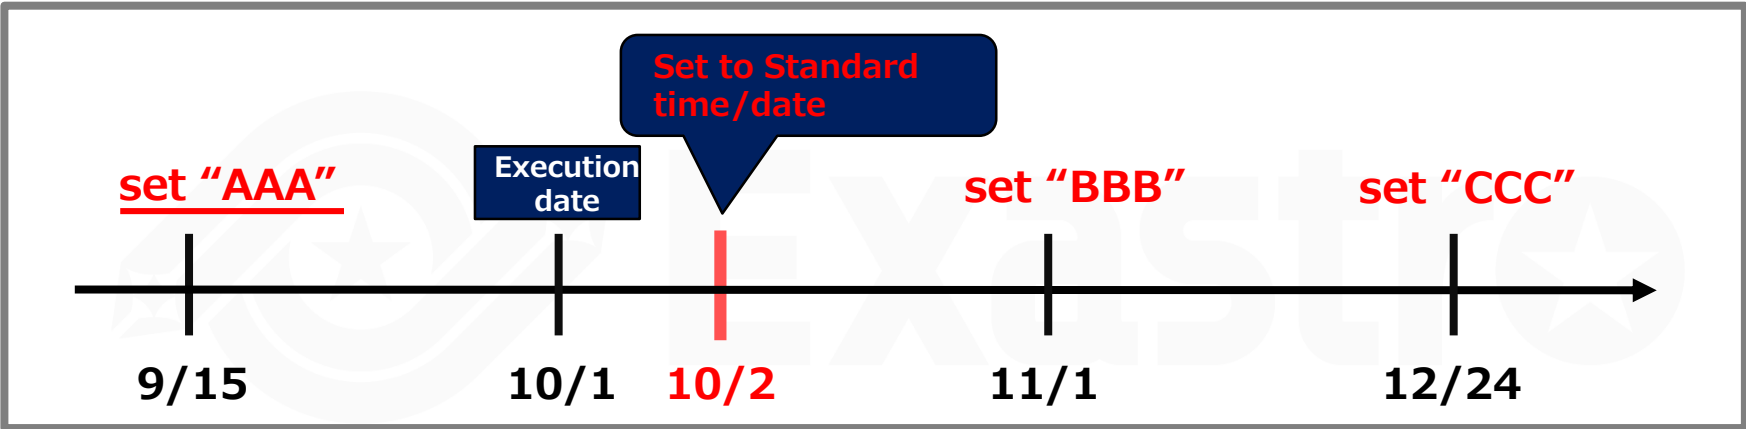 Set to Standard
time/date
set “AAA”
Execution
date
set “BBB”
set “CCC”
Exastro
9/15
10/1
10/2
11/1
12/24